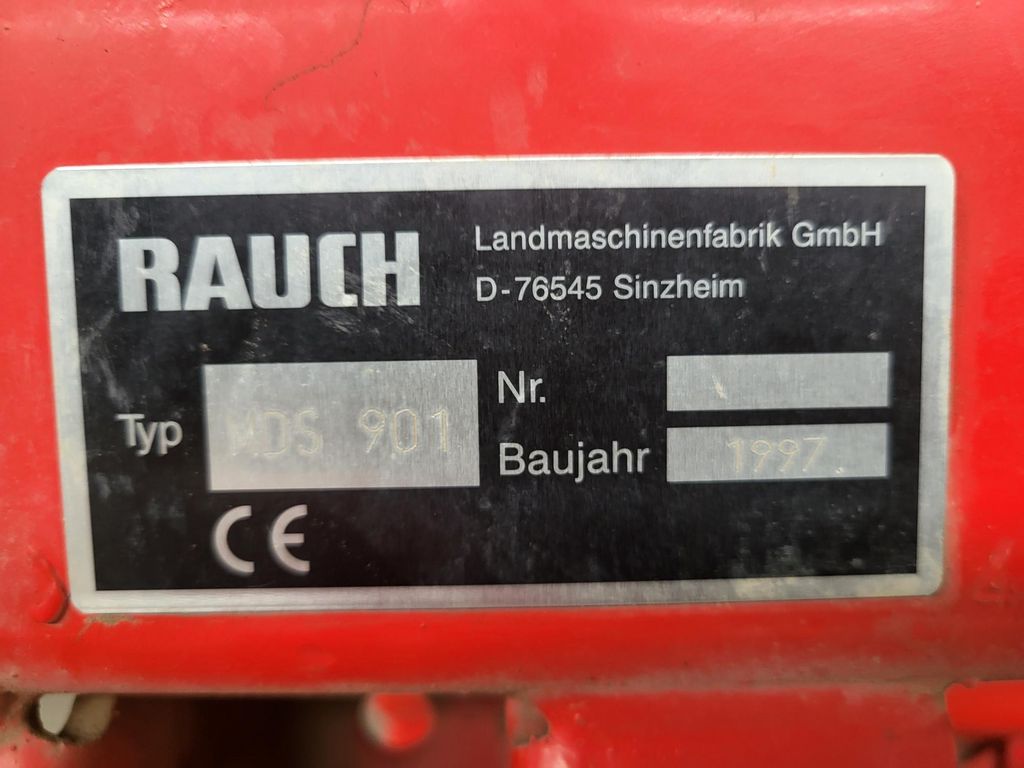 RAUCH
Landmaschinenfabrik GmbH
D-76545 Sinzheim
Typ MDS 901
Nr.
Baujahr 1997.
CE